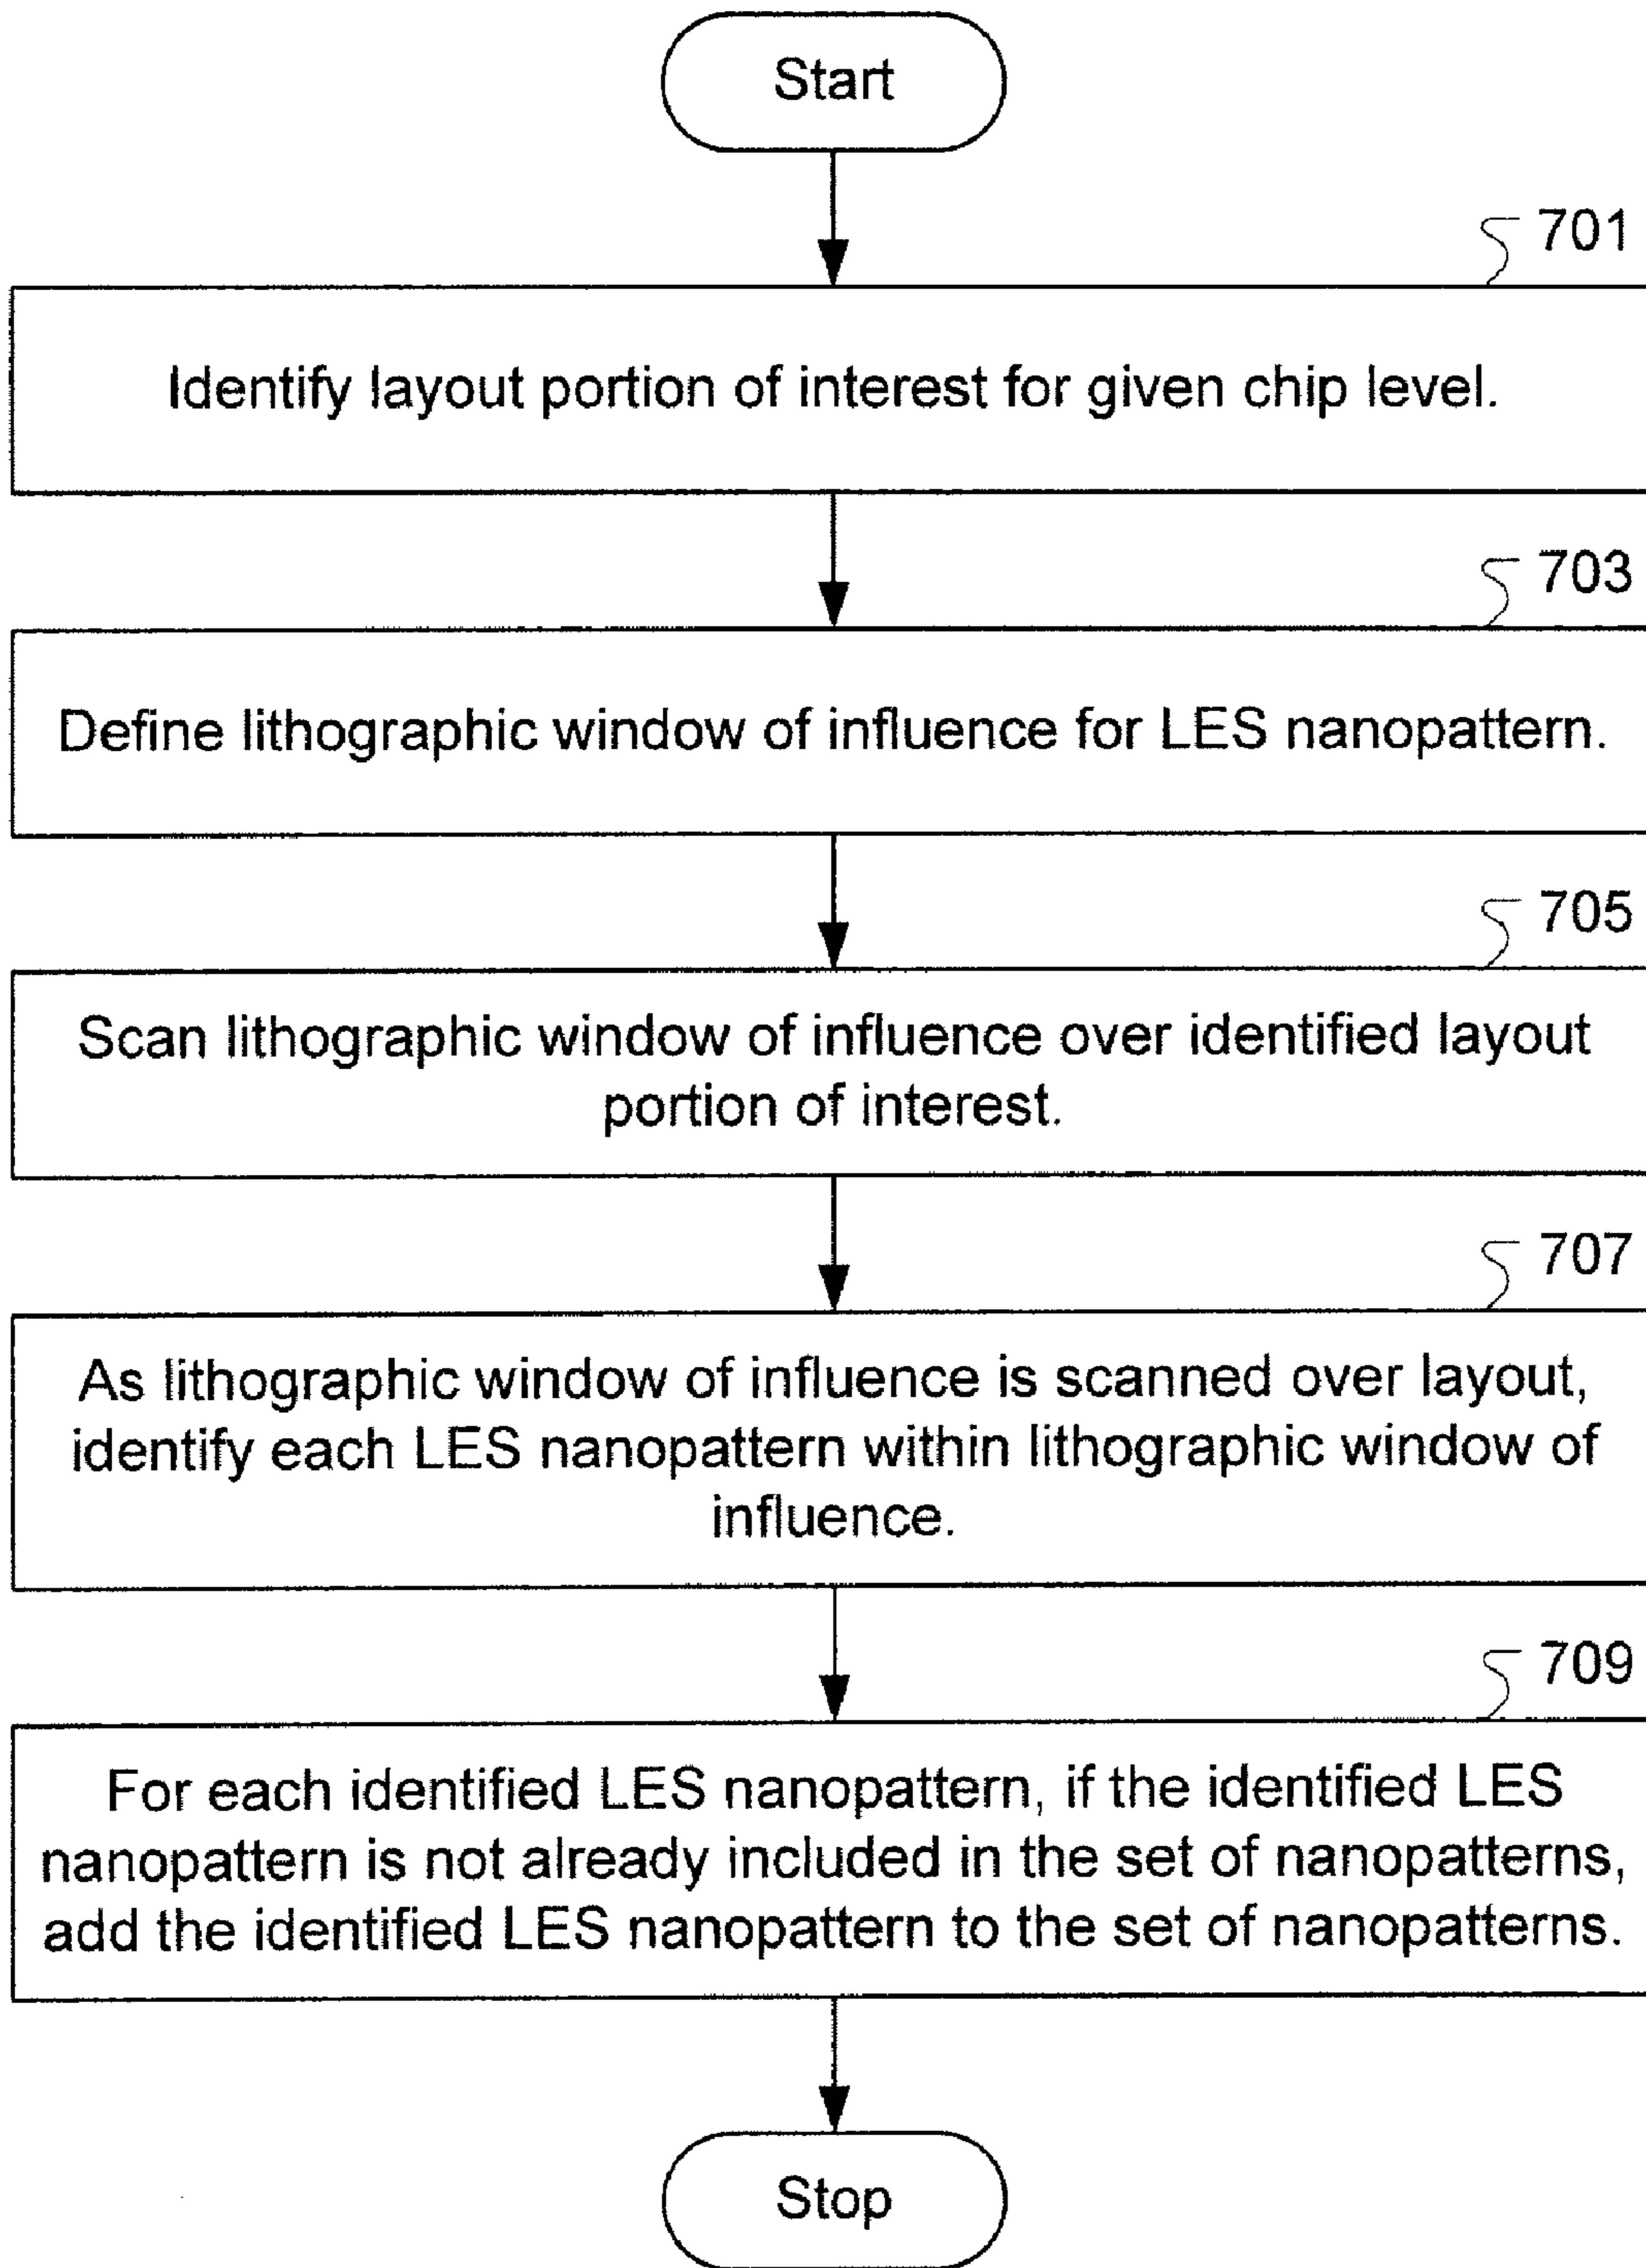 Start
701
Identify layout portion of interest for given chip level.
703
Define lithographic window of influence for LES nanopattern.
705
Scan lithographic window of influence over identified layout
portion of interest.
707
As lithographic window of influence is scanned over layout,
identify each LES nanopattern within lithographic window of
influence.
709
For each identified LES nanopattern, if the identified LES
nanopattern is not already included in the set of nanopatterns,
add the identified LES nanopattern to the set of nanopatterns.
Stop